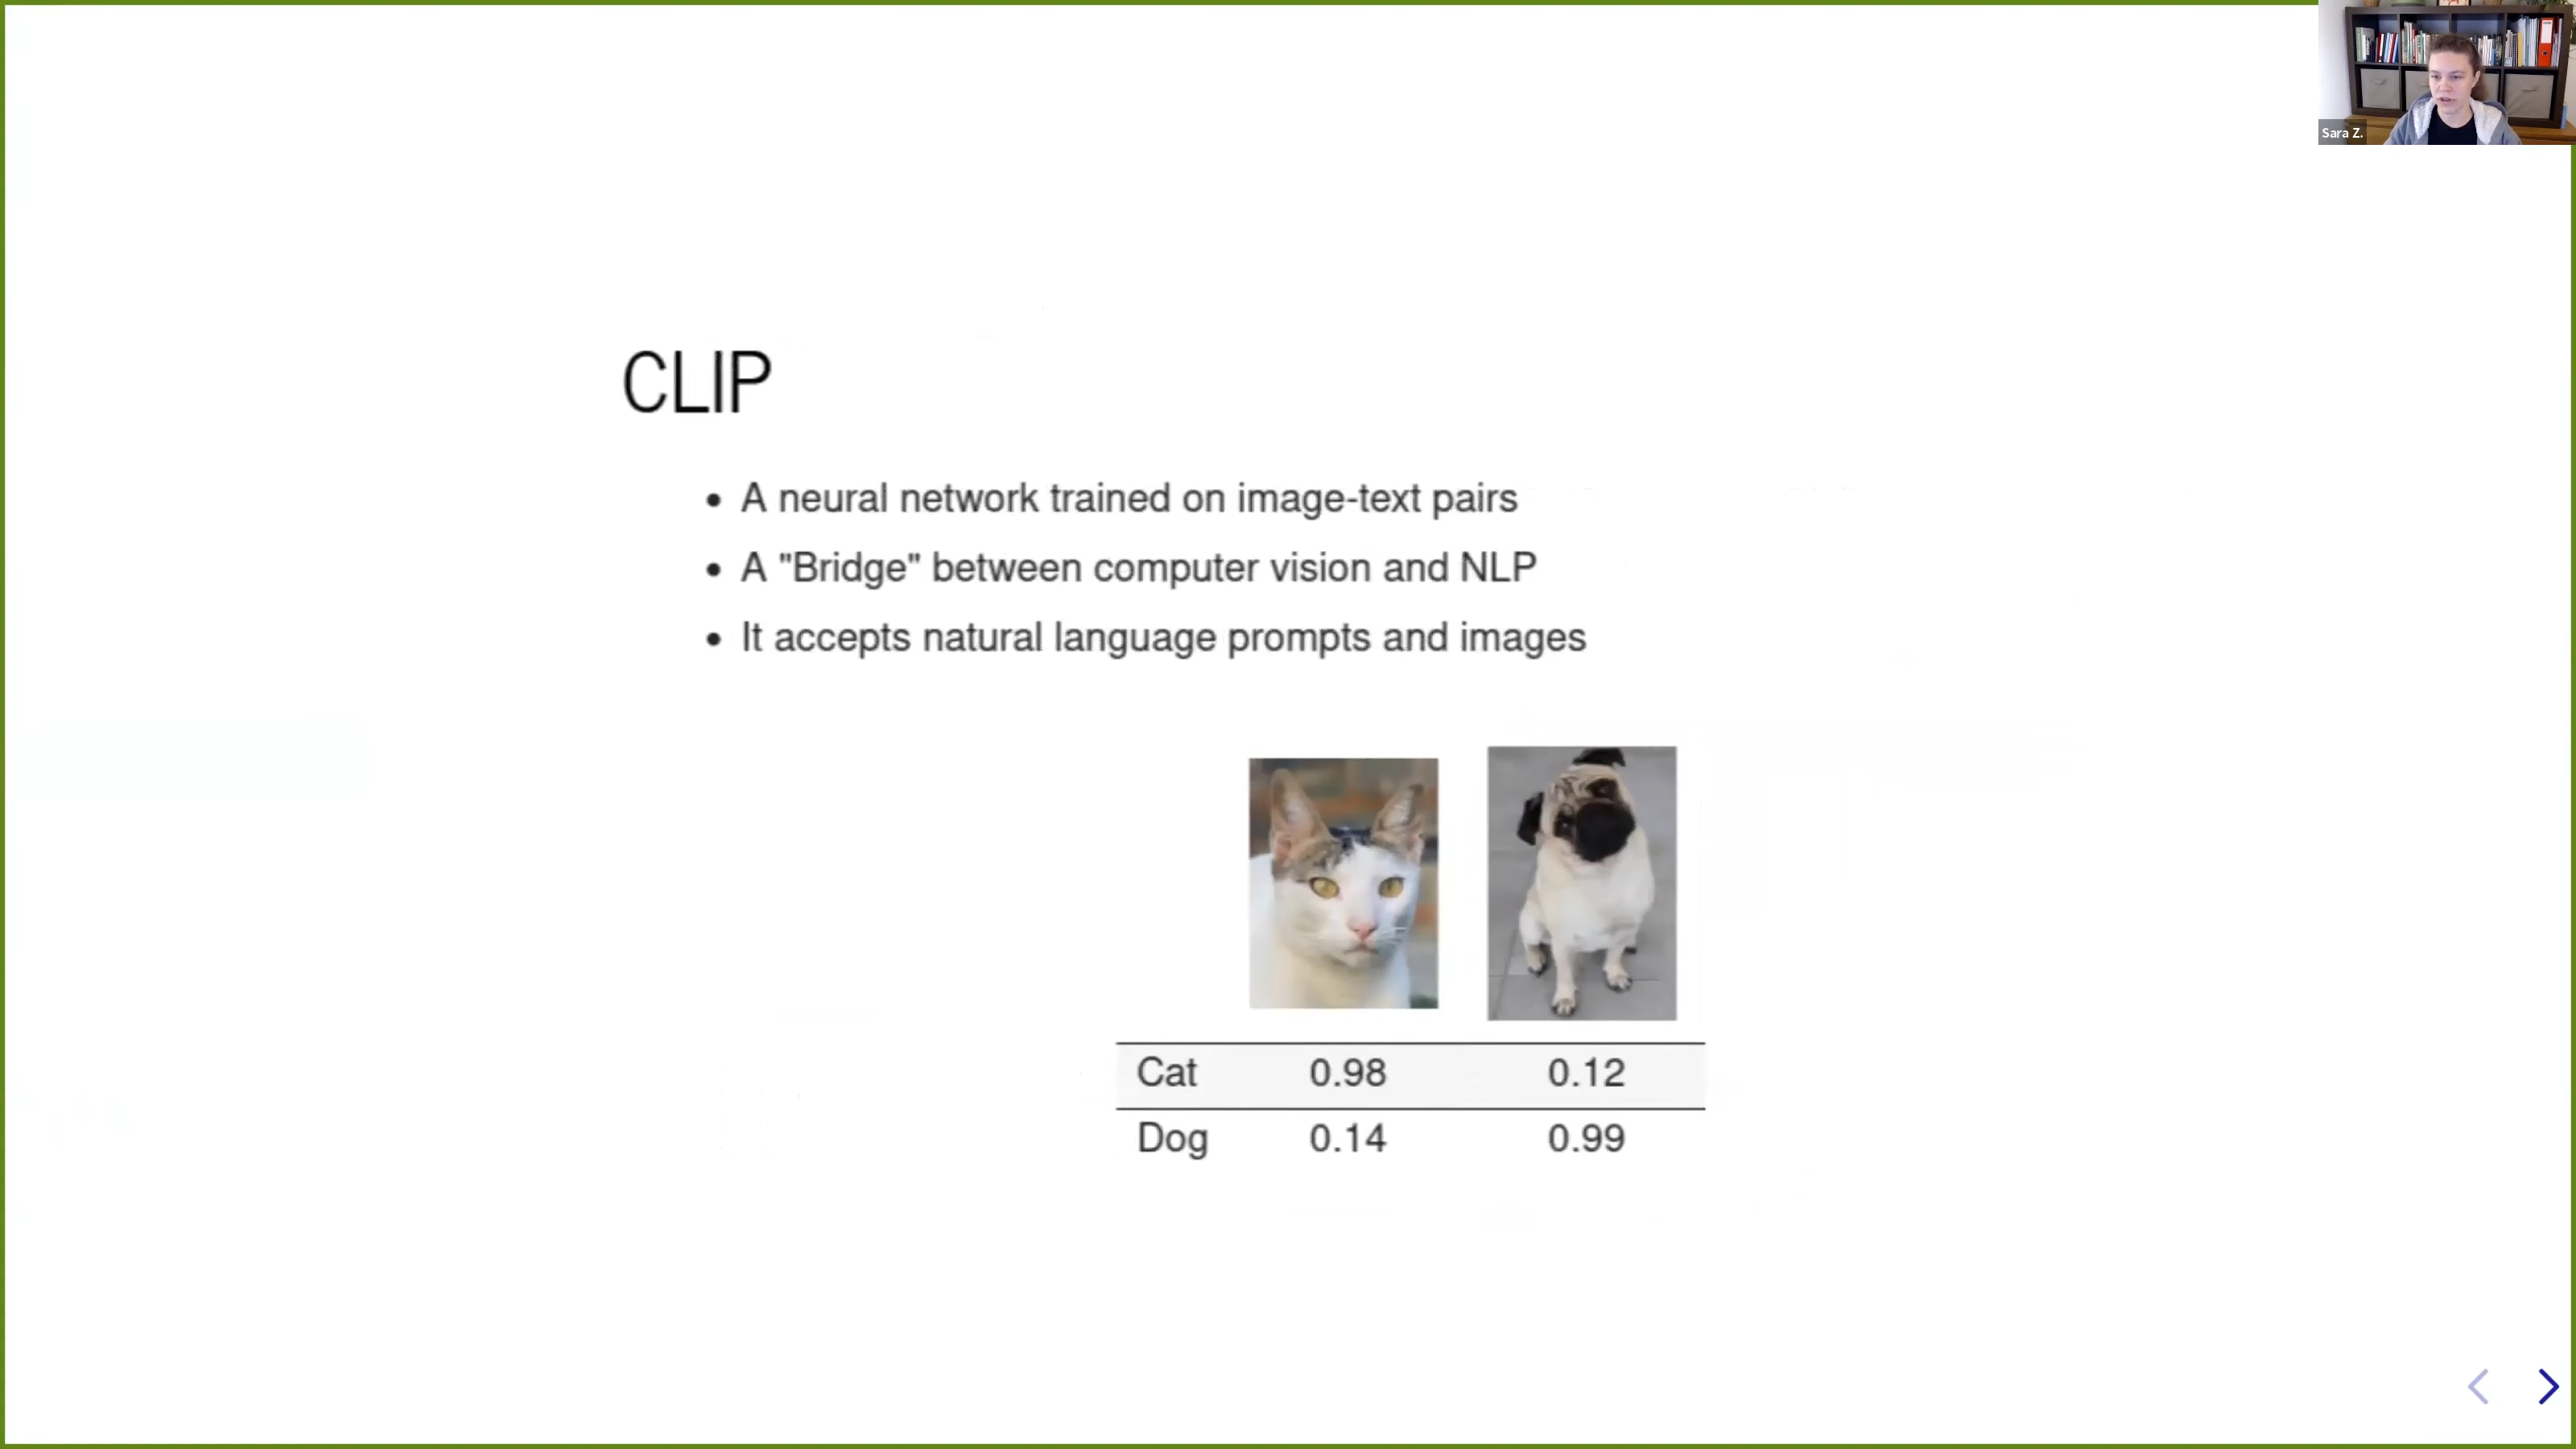 Sara Z.
CLIP
• A neural network trained on image-text pairs
• A "Bridge" between computer vision and NLP
• It accepts natural language prompts and images
Cat 0.98 0.12
Dog 0.14 0.99